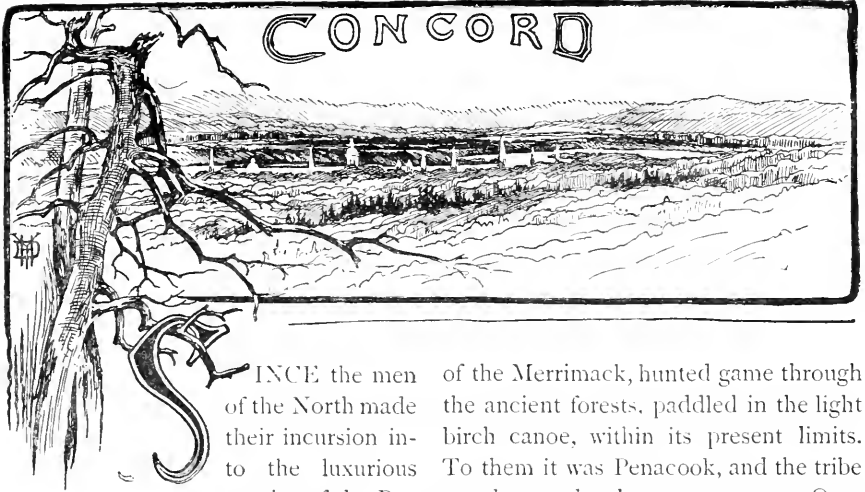 CONCORD
SINCE the men
of the North made
their incursion in-
to the luxurious
of the Merrimack, hunted game through
the ancient forests, paddled in the light
birch canoe, within its present limits.
To them it was Penacook, and the tribe